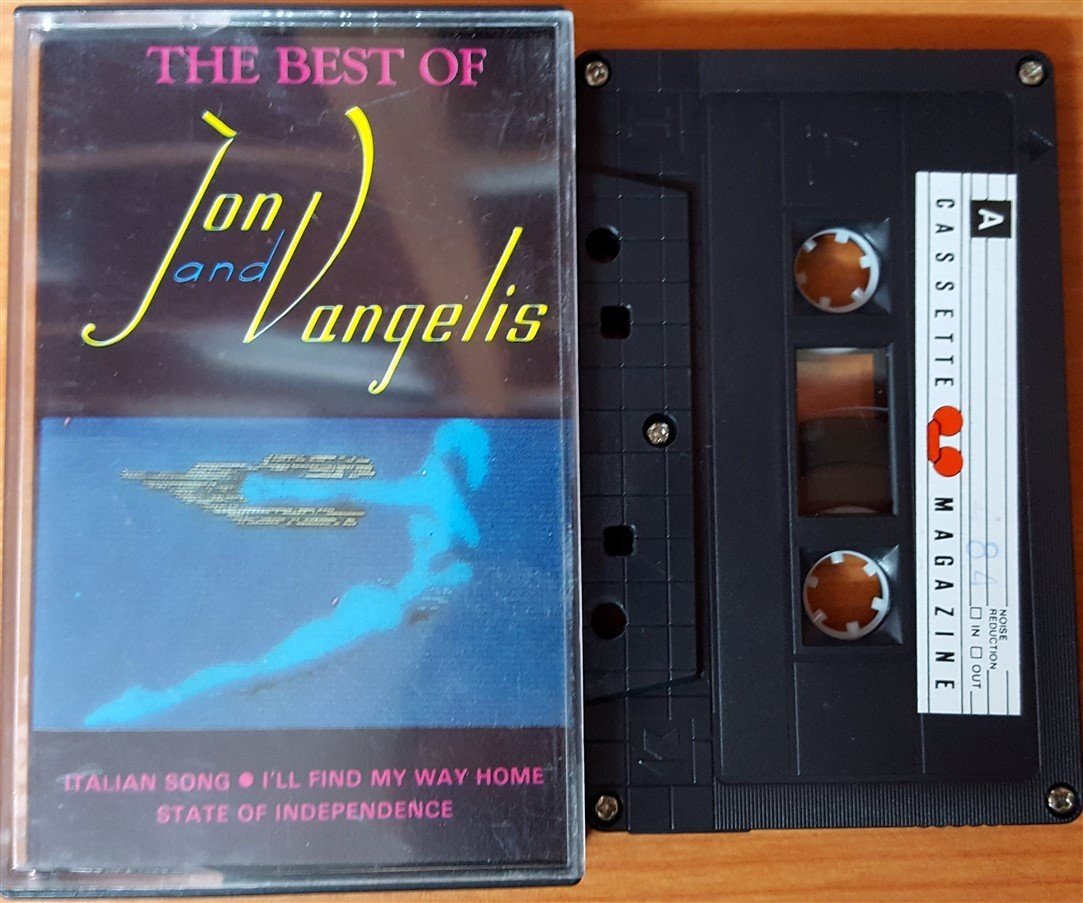 THE BEST OF
Jon
and
Vangelis
ITALIAN SONG ● I'LL FIND MY WAY HOME
STATE OF INDEPENDENCE
A
CASSETTE MAGAZINE
'84
NOISE
REDUCTION
IN OUT